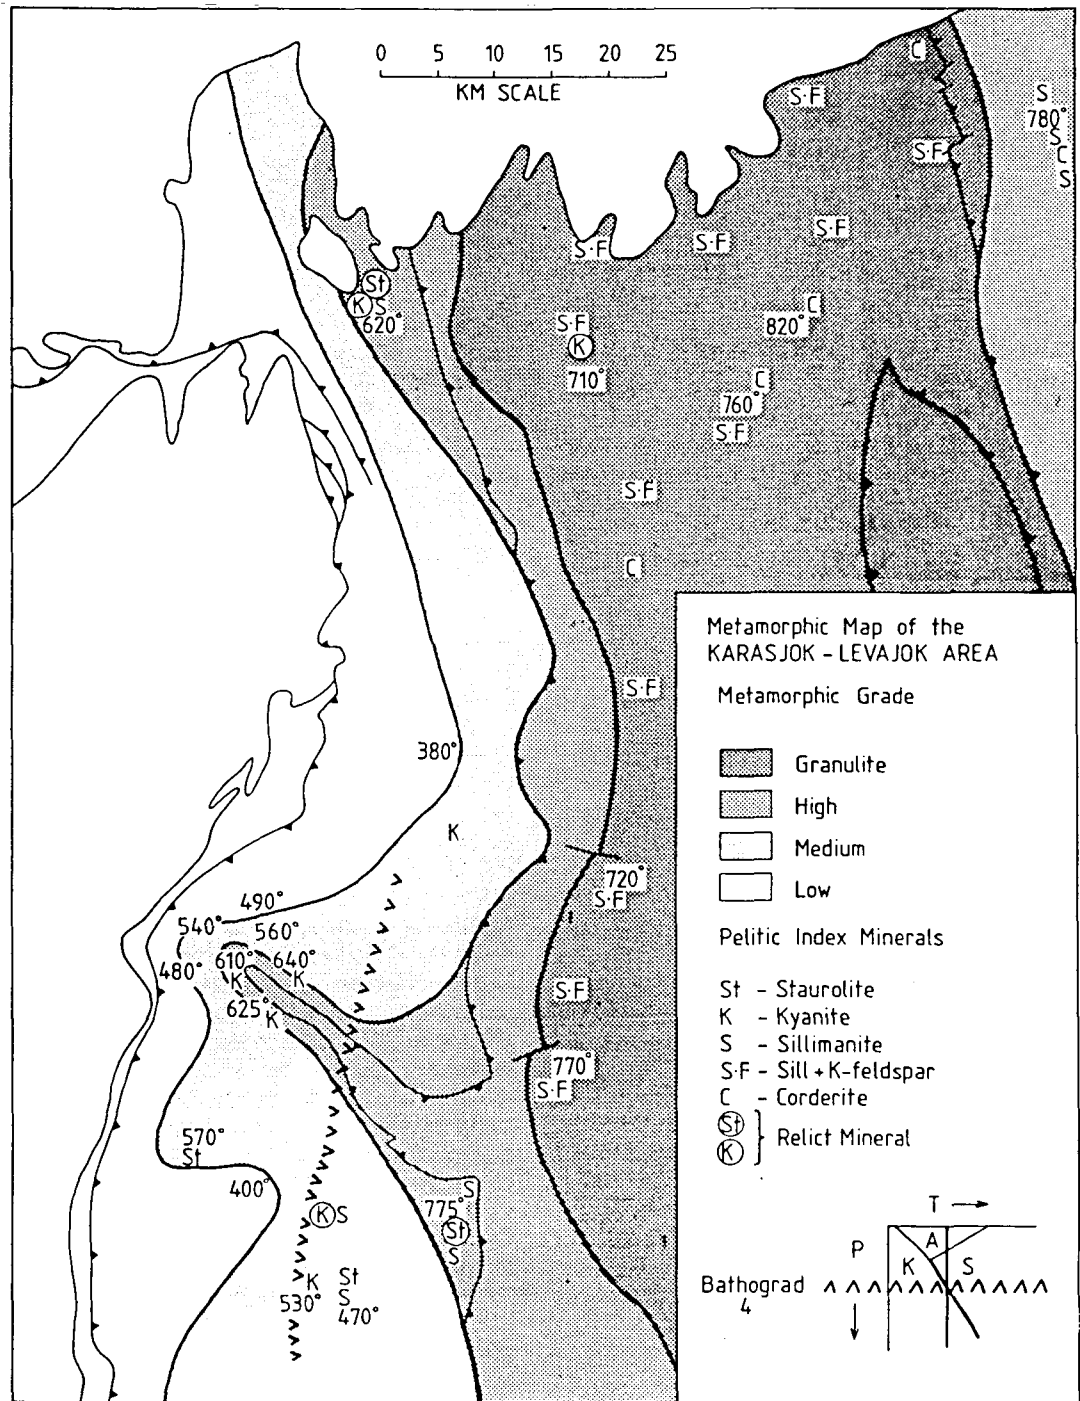 0 5 10 15 20 25
KM SCALE
C
S·F
S
780°
S
C
S
S·F
S·F
S·F
S·F
St
K S
620°
S·F
K
710°
C
820°
C
760°
S·F
S·F
C
S·F
380°
K
720°
S·F
490°
540° 560°
480° 610° 640°
K K
625°
K
S·F
770°
S·F
570°
St
400°
K S
S
775°
St
S
K St
530° S
470°
Metamorphic Map of the
KARASJOK - LEVAJOK AREA
Metamorphic Grade
Granulite
High
Medium
Low
Pelitic Index Minerals
St - Staurolite
K - Kyanite
S - Sillimanite
S·F - Sill + K-feldspar
C - Corderite
St
K } Relict Mineral
T
P
A
K S
Bathograd
4